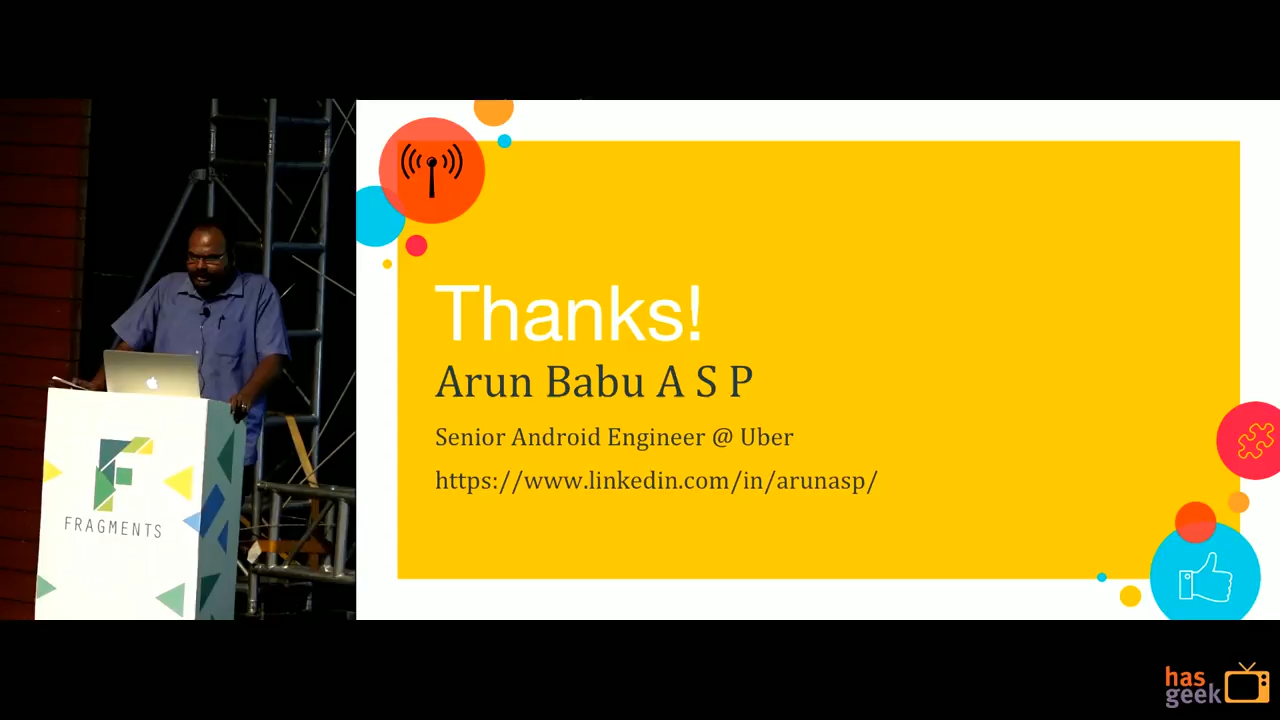 Thanks!
Arun Babu A S P
Senior Android Engineer @ Uber
https://www.linkedin.com/in/arunasp/
FRAGMENTS
has
geek